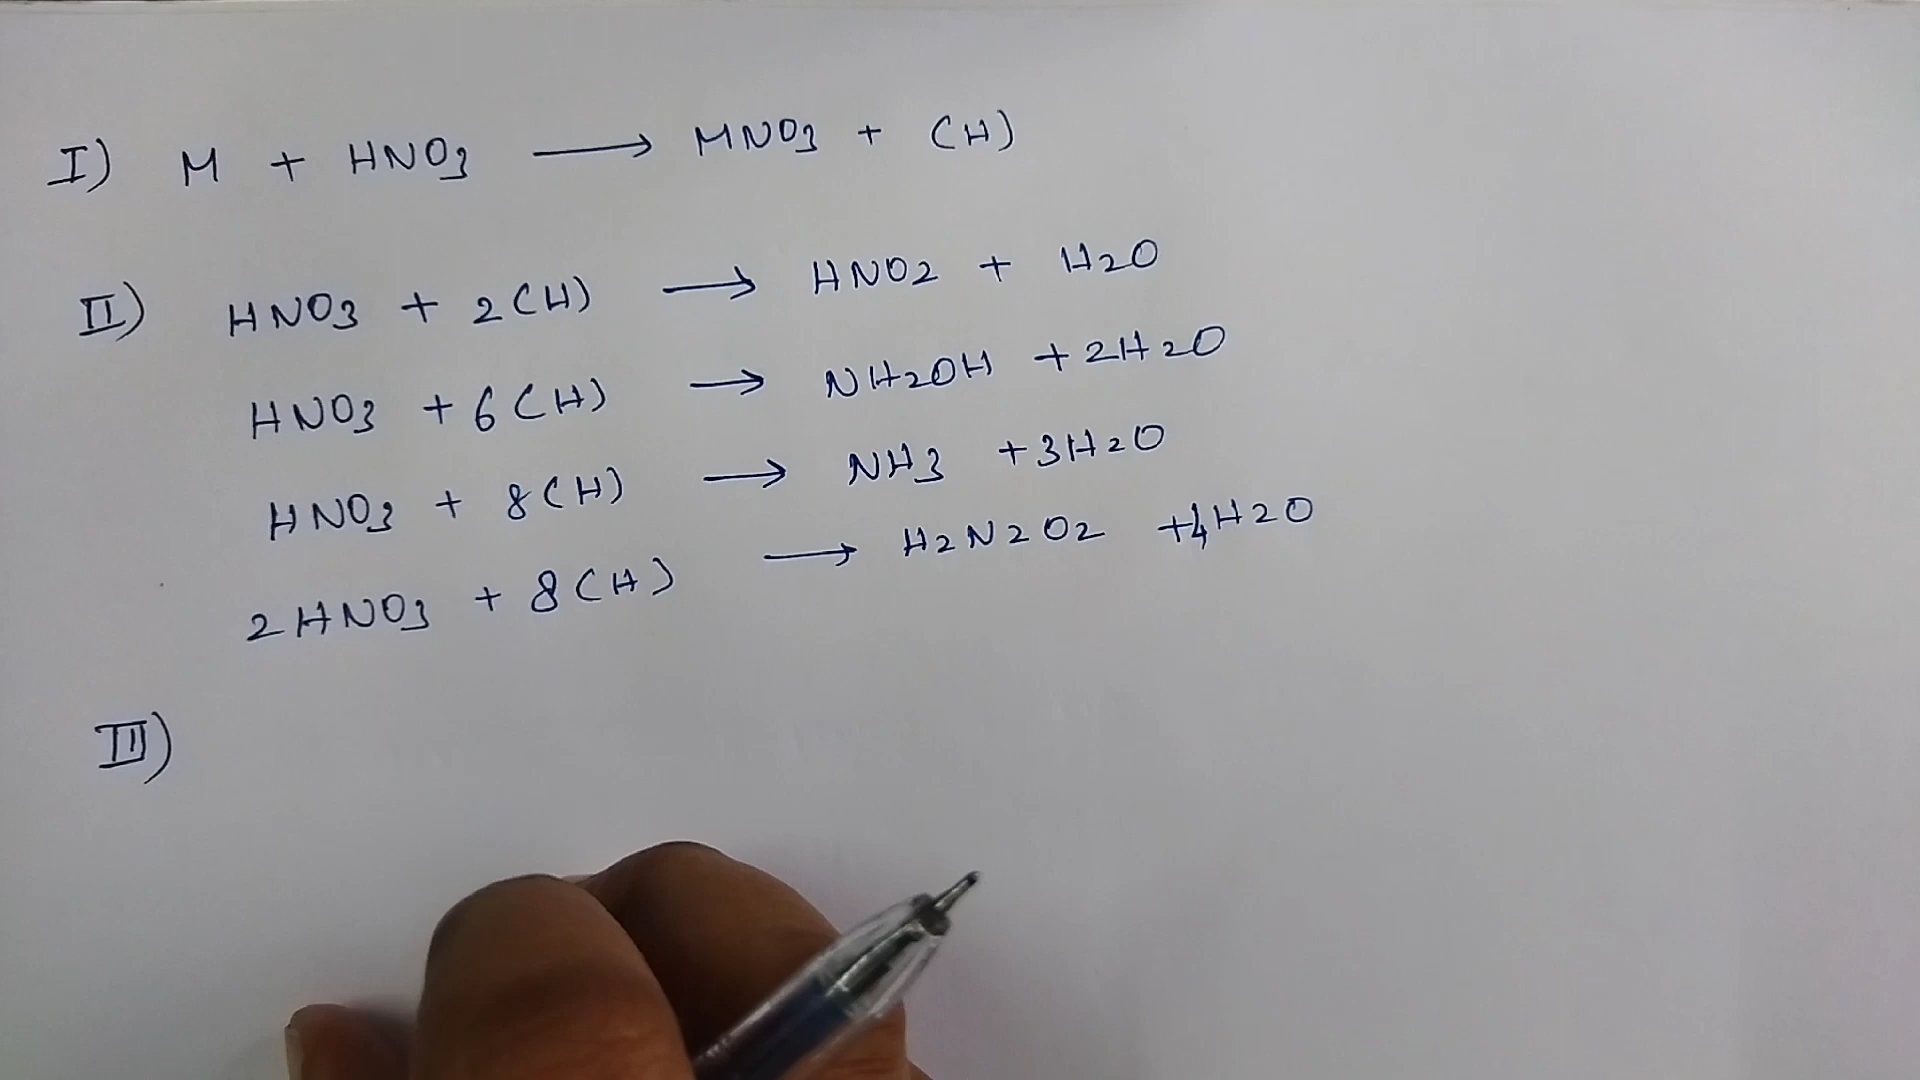 I) M + HNO3 ⟶ MNO3 + (H)
II) HNO3 + 2(H) ⟶ HNO2 + H2O
HNO3 + 6(H) ⟶ NH2OH + 2H2O
HNO3 + 8(H) ⟶ NH3 + 3H2O
2HNO3 + 8(H) ⟶ H2N2O2 + 4H2O
III)